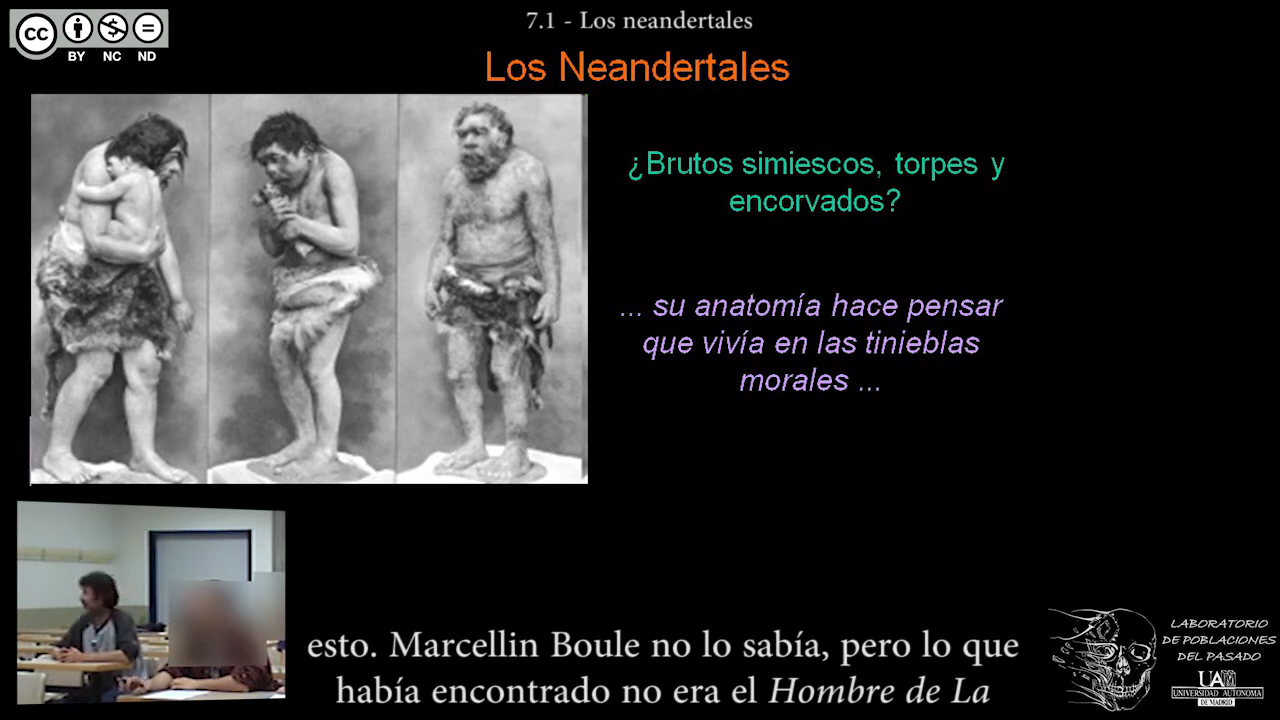 CC
BY NC ND
7.1 - Los neandertales
Los Neandertales
¿Brutos simiescos, torpes y
encorvados?
... su anatomía hace pensar
que vivía en las tinieblas
morales ...
esto. Marcellin Boule no lo sabía, pero lo que
había encontrado no era el Hombre de La
LABORATORIO
DE POBLACIONES
DEL PASADO
UAM
UNIVERSIDAD AUTONOMA
DE MADRID